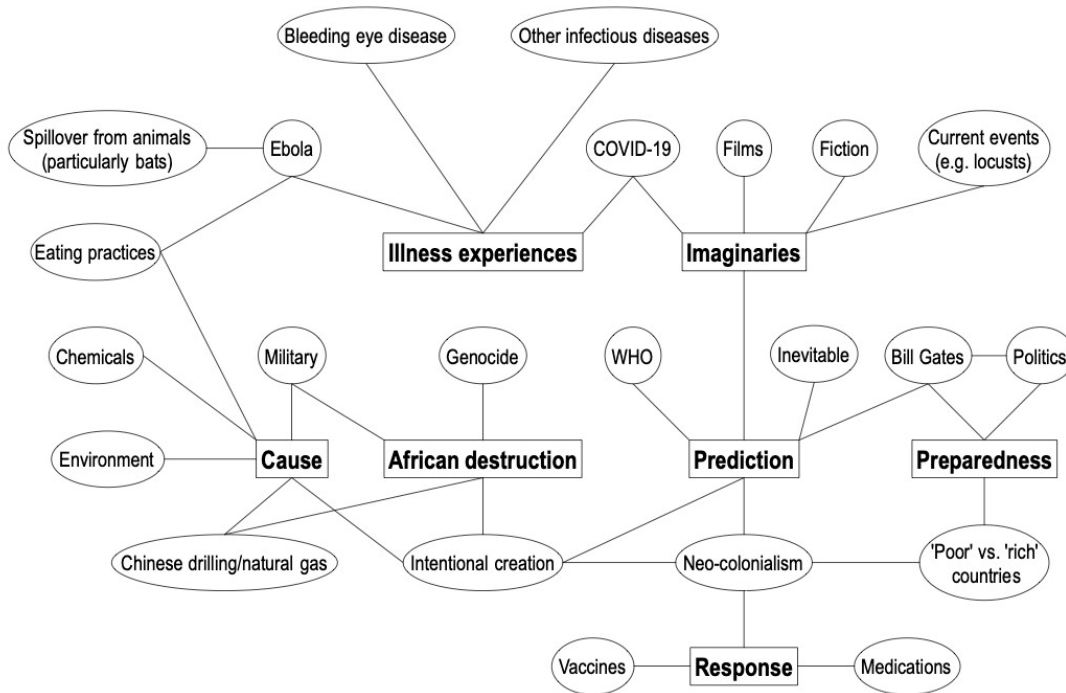 Bleeding eye disease
Other infectious diseases
Spillover from animals
(particularly bats)
Ebola
COVID-19
Films
Fiction
Current events
(e.g. locusts)
Eating practices
Illness experiences
Imaginaries
Chemicals
Military
Genocide
WHO
Inevitable
Bill Gates
Politics
Environment
Cause
African destruction
Prediction
Preparedness
Chinese drilling/natural gas
Intentional creation
Neo-colonialism
'Poor' vs. 'rich'
countries
Vaccines
Response
Medications